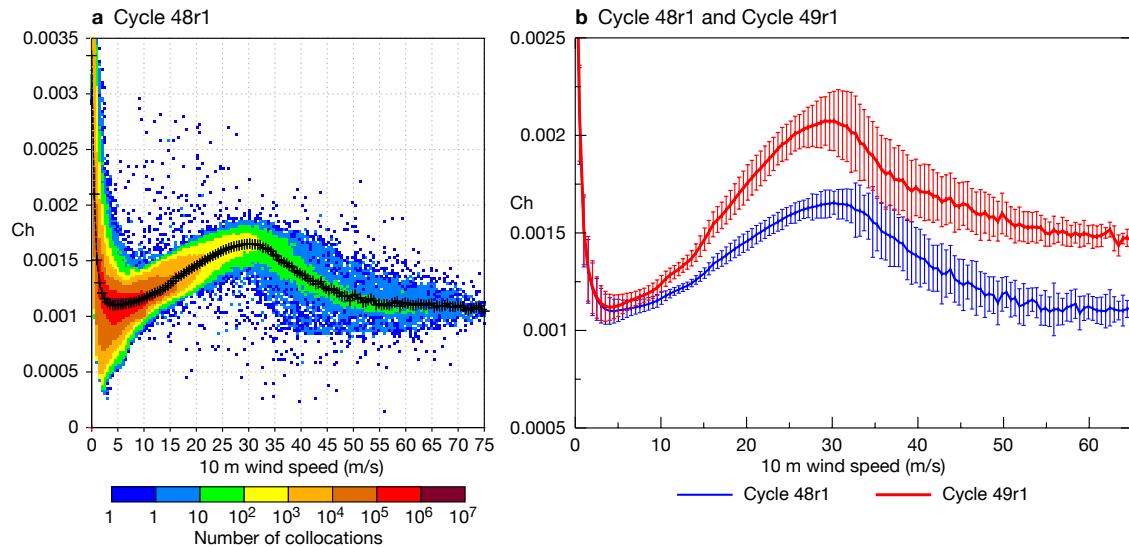 a Cycle 48r1
0.0035
0.003
0.0025
0.002
Ch
0.0015
0.001
0.0005
0
0 5 10 15 20 25 30 35 40 45 50 55 60 65 70 75
10 m wind speed (m/s)
1 1 10 10² 10³ 10⁴ 10⁵ 10⁶ 10⁷
Number of collocations
b Cycle 48r1 and Cycle 49r1
0.0025
0.002
Ch
0.0015
0.001
0.0005
0 10 20 30 40 50 60
10 m wind speed (m/s)
Cycle 48r1 Cycle 49r1